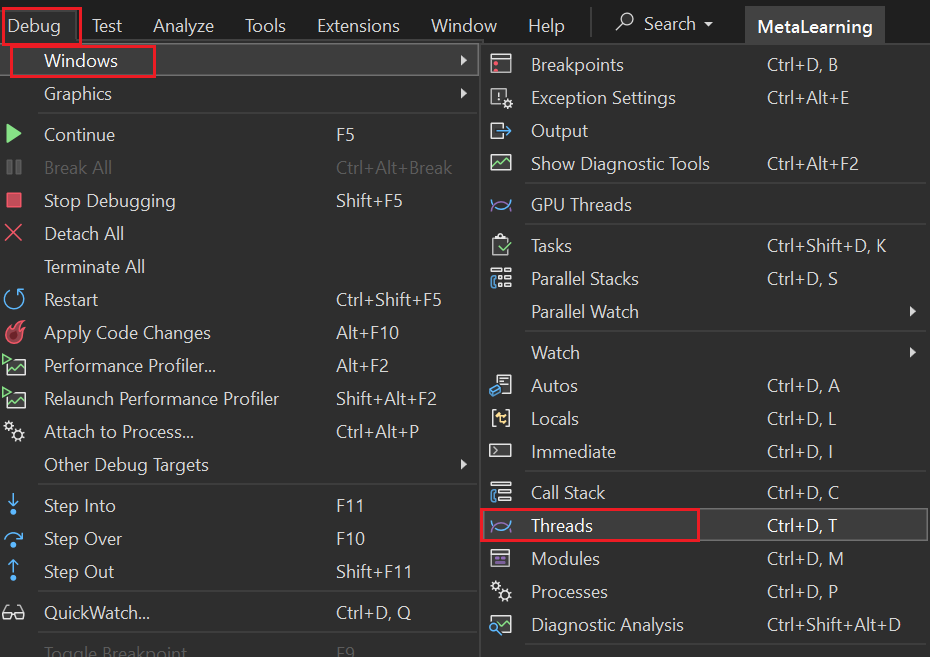 Debug Test Analyze Tools Extensions Window Help Search MetaLearning
Windows
Graphics
Continue F5
Break All Ctrl+Alt+Break
Stop Debugging Shift+F5
Detach All
Terminate All
Restart Ctrl+Shift+F5
Apply Code Changes Alt+F10
Performance Profiler... Alt+F2
Relaunch Performance Profiler Shift+Alt+F2
Attach to Process... Ctrl+Alt+P
Other Debug Targets
Step Into F11
Step Over F10
Step Out Shift+F11
QuickWatch... Ctrl+D, Q
Toggle Breakpoint F9
Breakpoints Ctrl+D, B
Exception Settings Ctrl+Alt+E
Output
Show Diagnostic Tools Ctrl+Alt+F2
GPU Threads
Tasks Ctrl+Shift+D, K
Parallel Stacks Ctrl+D, S
Parallel Watch
Watch
Autos Ctrl+D, A
Locals Ctrl+D, L
Immediate Ctrl+D, I
Call Stack Ctrl+D, C
Threads Ctrl+D, T
Modules Ctrl+D, M
Processes Ctrl+D, P
Diagnostic Analysis Ctrl+Shift+Alt+D